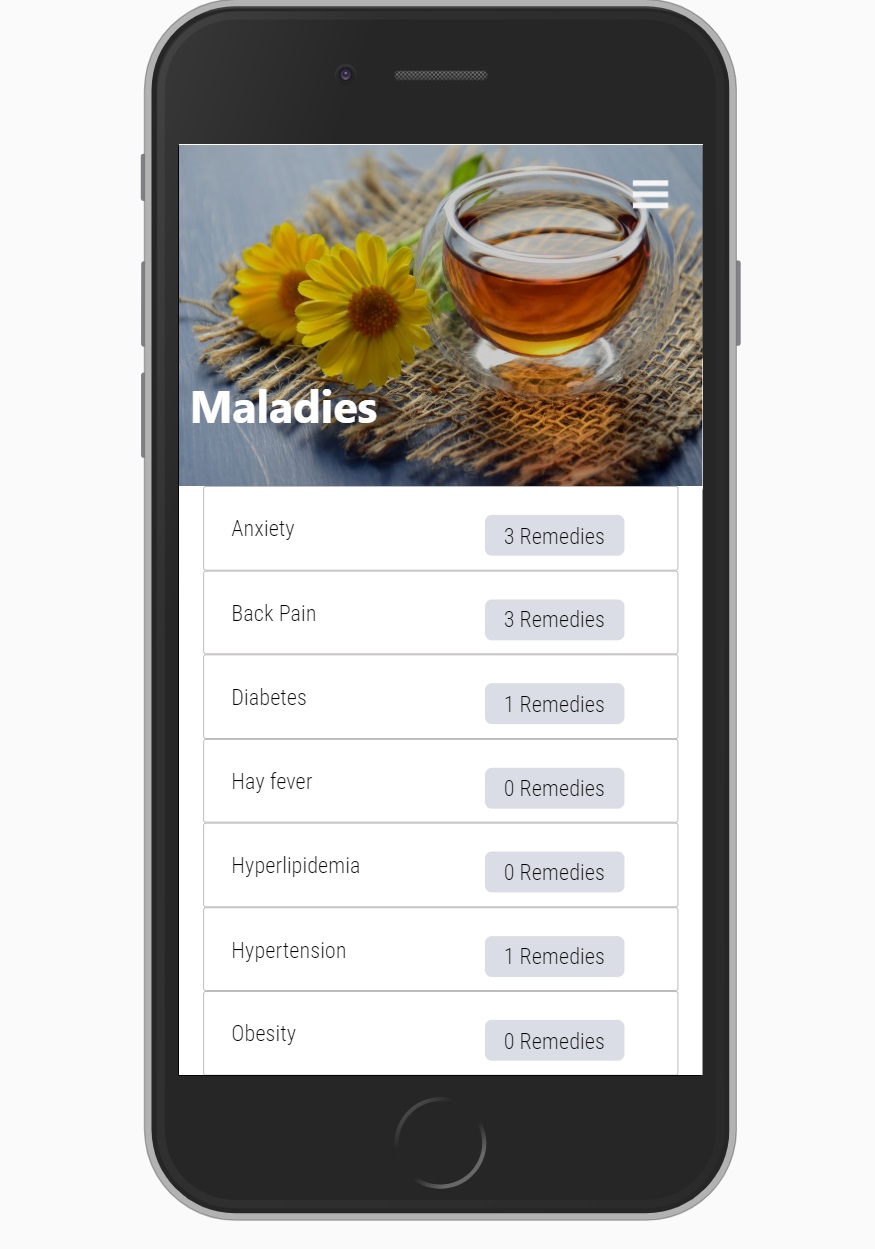 Maladies
Anxiety 3 Remedies
Back Pain 3 Remedies
Diabetes 1 Remedies
Hay fever 0 Remedies
Hyperlipidemia 0 Remedies
Hypertension 1 Remedies
Obesity 0 Remedies